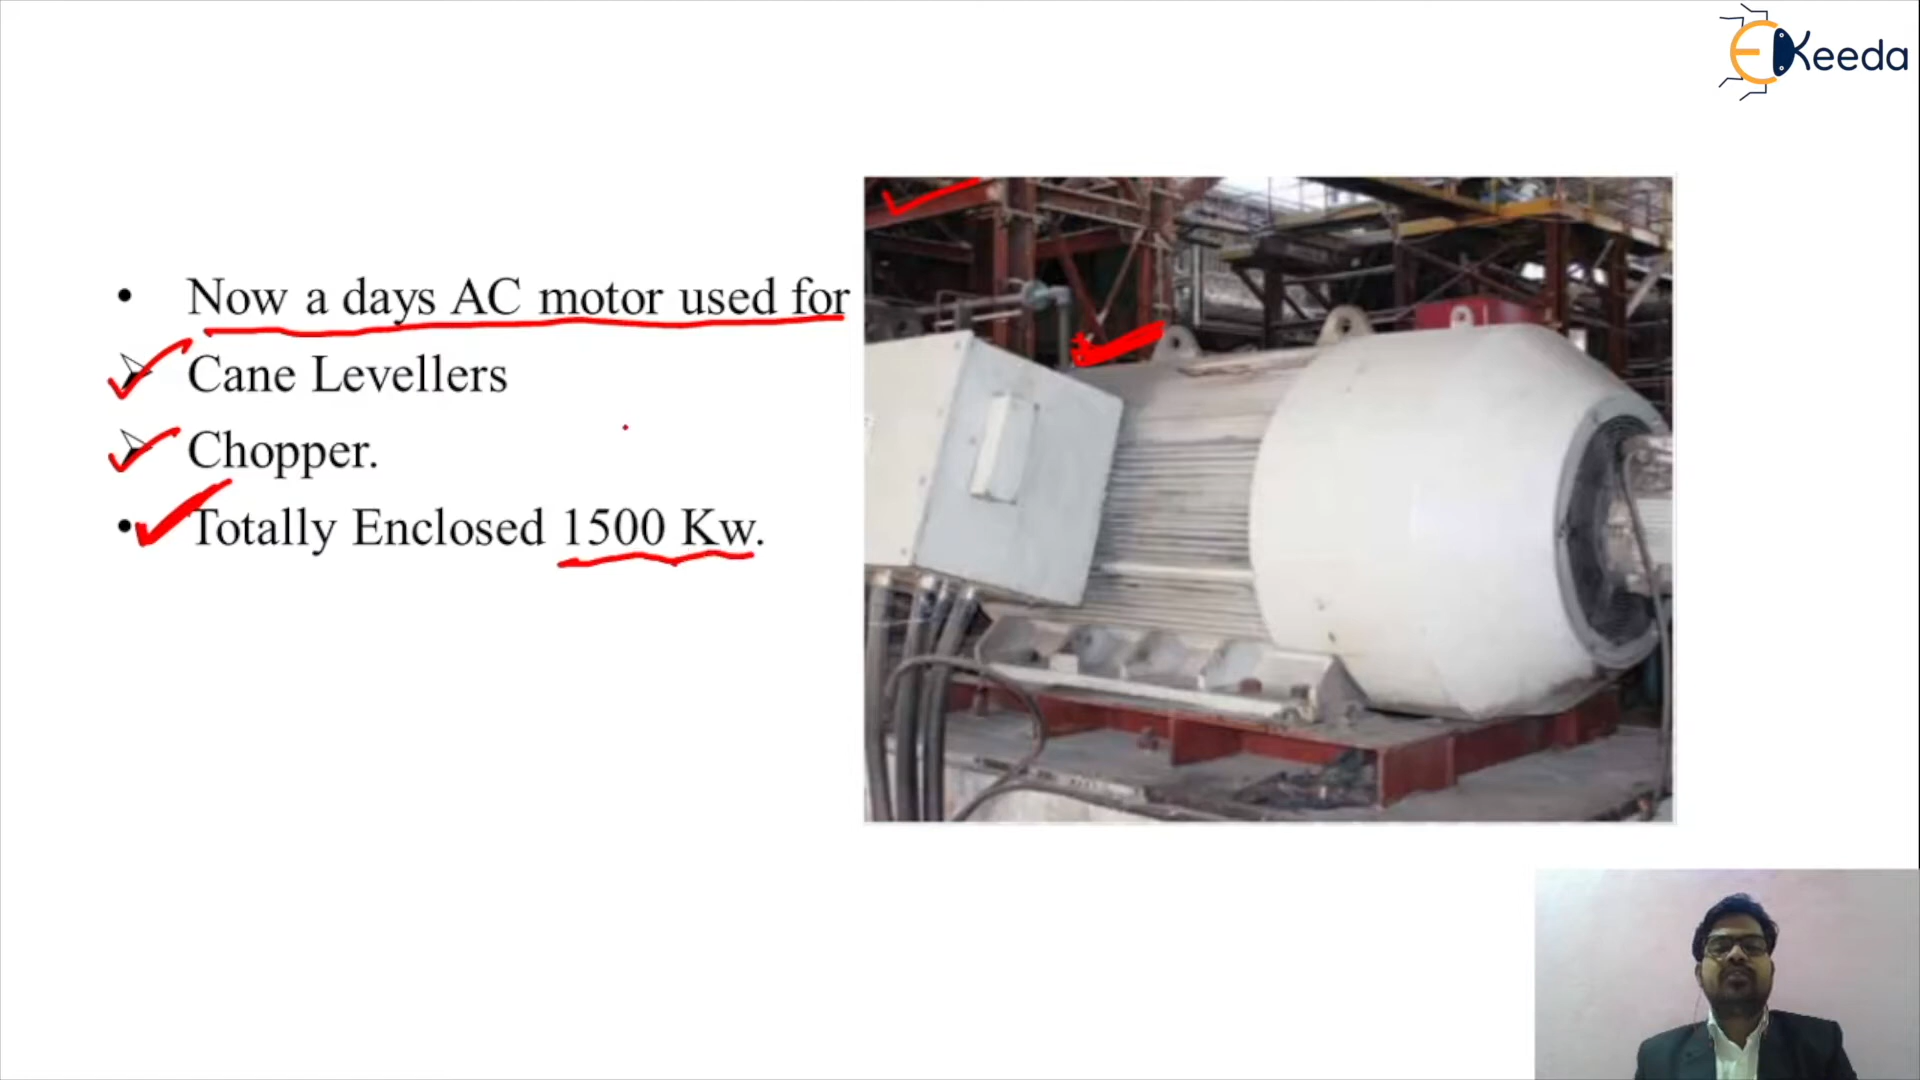 EKeeda
• Now a days AC motor used for
➢ Cane Levellers
➢ Chopper.
• Totally Enclosed 1500 Kw.